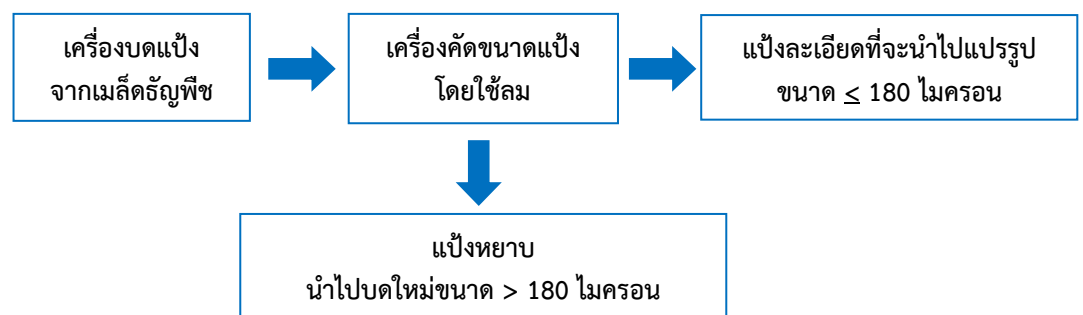 เครื่องบดแป้ง
จากเมล็ดธัญพืช
เครื่องคัดขนาดแป้ง
โดยใช้ลม
แป้งละเอียดที่จะนำไปแปรรูป
ขนาด ≤ 180 ไมครอน
แป้งหยาบ
นำไปบดใหม่ขนาด > 180 ไมครอน